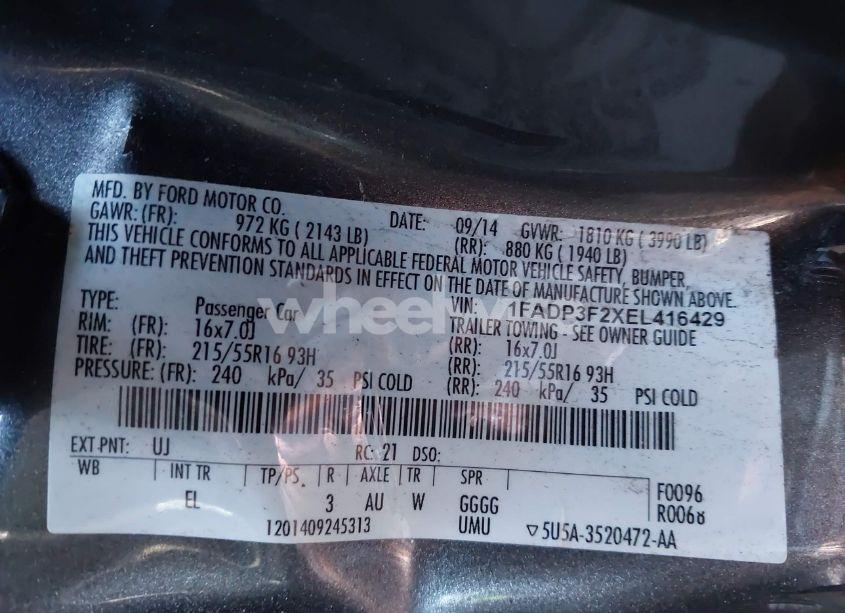 MFD. BY FORD MOTOR CO. DATE: 09/14 GVWR: 1810 KG ( 3990 LB)
GAWR: (FR): 972 KG ( 2143 LB) (RR): 880 KG ( 1940 LB)
THIS VEHICLE CONFORMS TO ALL APPLICABLE FEDERAL MOTOR VEHICLE SAFETY, BUMPER,
AND THEFT PREVENTION STANDARDS IN EFFECT ON THE DATE OF MANUFACTURE SHOWN ABOVE.
TYPE: Passenger Car VIN: 1FADP3F2XEL416429
TRAILER TOWING - SEE OWNER GUIDE
RIM: (FR): 16x7.0J (RR): 16x7.0J
TIRE: (FR): 215/55R16 93H (RR): 215/55R16 93H
PRESSURE: (FR): 240 kPa/ 35 PSI COLD (RR): 240 kPa/ 35 PSI COLD
EXT PNT: UJ RC: 21 DSO:
WB INT TR TP/PS R AXLE TR SPR
EL 3 AU W GGGG F0096
UMU R0068
1201409245313 ▽5U5A-3520472-AA